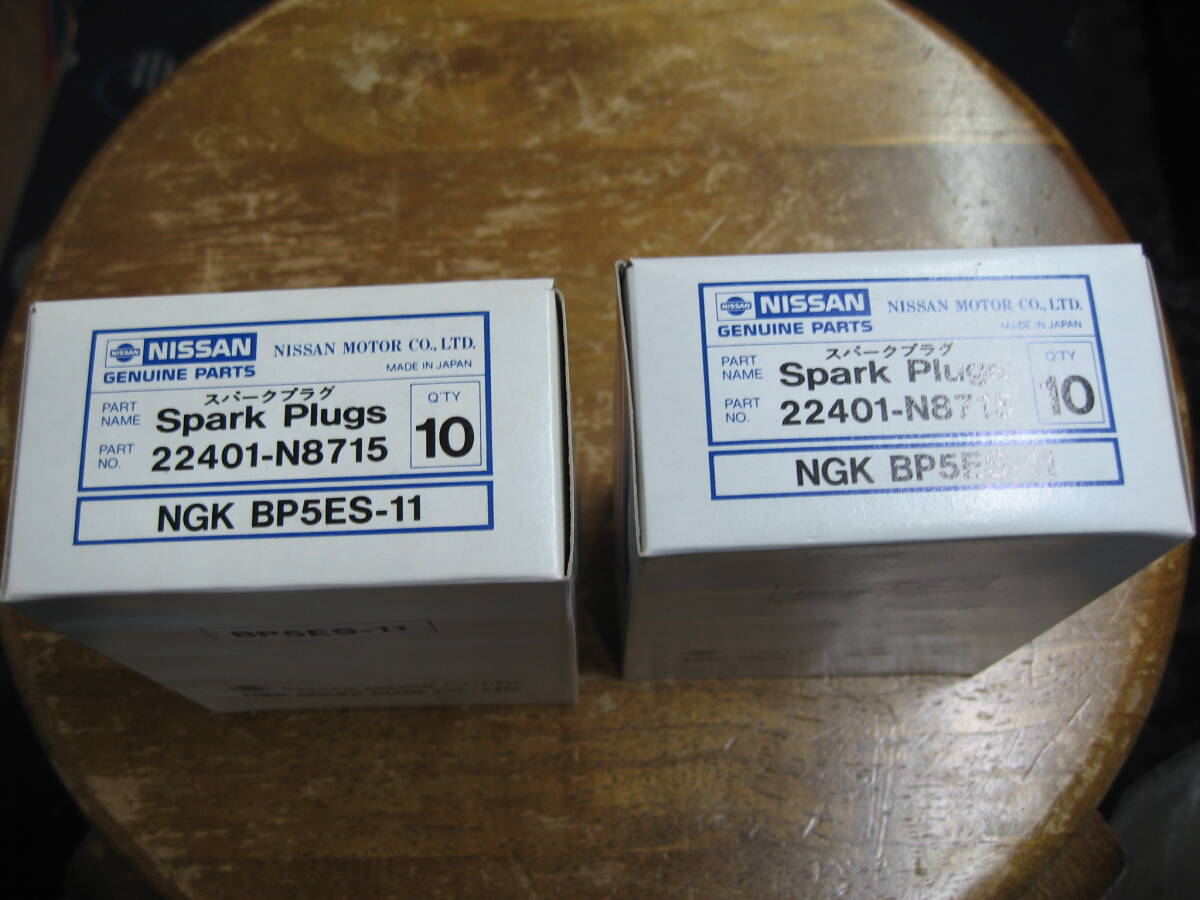 NISSAN
NISSAN
GENUINE PARTS
NISSAN MOTOR CO., LTD.
MADE IN JAPAN
PART NAME
スパークプラグ
Spark Plugs
PART NO.
22401-N8715
Q'TY
10
NGK BP5ES-11
BP5ES-11
NISSAN
NISSAN
GENUINE PARTS
NISSAN MOTOR CO., LTD.
MADE IN JAPAN
PART NAME
スパークプラグ
Spark Plugs
PART NO.
22401-N8715
Q'TY
10
NGK BP5ES-11